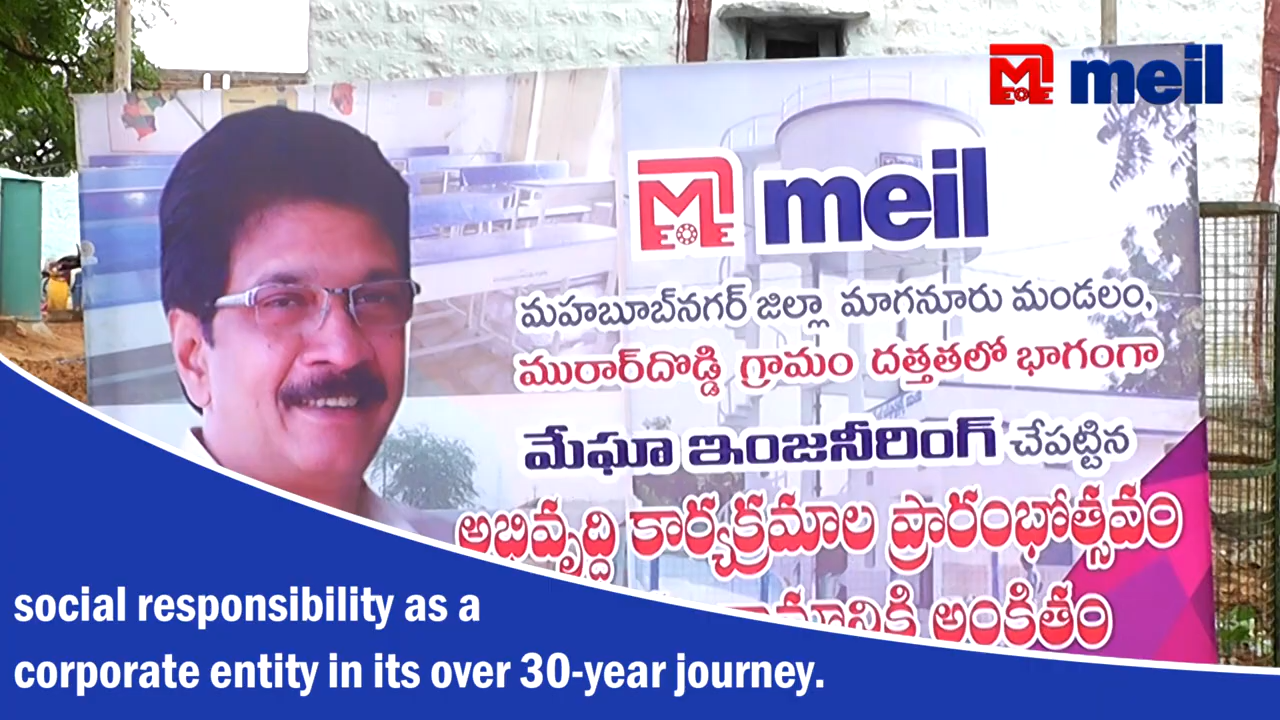 meil
meil
మహబూబ్‌నగర్ జిల్లా మాగనూరు మండలం,
మురార్‌దొడ్డి గ్రామం దత్తతలో భాగంగా
మేఘా ఇంజనీరింగ్ చేపట్టిన
అభివృద్ది కార్యక్రమాల ప్రారంభోత్సవం
అంకితం
social responsibility as a
corporate entity in its over 30-year journey.